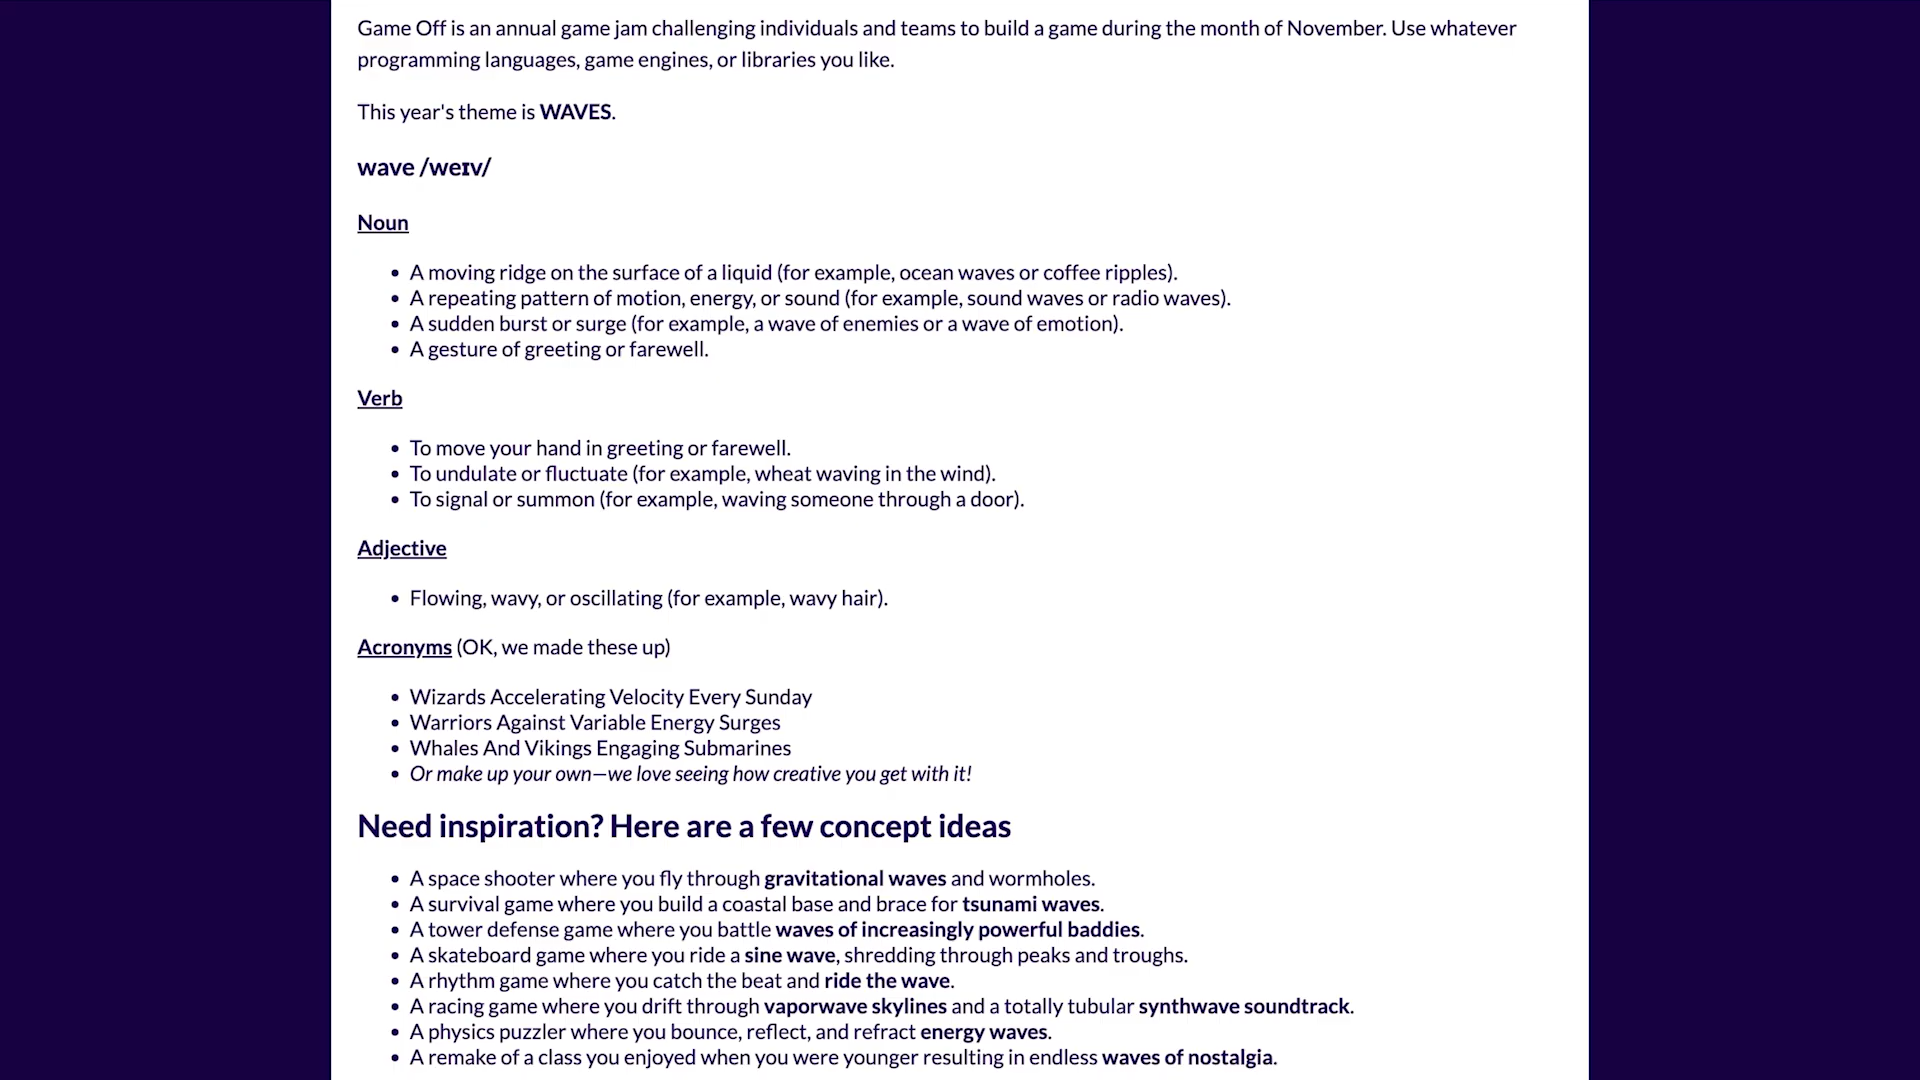 Game Off is an annual game jam challenging individuals and teams to build a game during the month of November. Use whatever
programming languages, game engines, or libraries you like.
This year's theme is WAVES.
wave /weɪv/
Noun
• A moving ridge on the surface of a liquid (for example, ocean waves or coffee ripples).
• A repeating pattern of motion, energy, or sound (for example, sound waves or radio waves).
• A sudden burst or surge (for example, a wave of enemies or a wave of emotion).
• A gesture of greeting or farewell.
Verb
• To move your hand in greeting or farewell.
• To undulate or fluctuate (for example, wheat waving in the wind).
• To signal or summon (for example, waving someone through a door).
Adjective
• Flowing, wavy, or oscillating (for example, wavy hair).
Acronyms (OK, we made these up)
• Wizards Accelerating Velocity Every Sunday
• Warriors Against Variable Energy Surges
• Whales And Vikings Engaging Submarines
• Or make up your own—we love seeing how creative you get with it!
Need inspiration? Here are a few concept ideas
• A space shooter where you fly through gravitational waves and wormholes.
• A survival game where you build a coastal base and brace for tsunami waves.
• A tower defense game where you battle waves of increasingly powerful baddies.
• A skateboard game where you ride a sine wave, shredding through peaks and troughs.
• A rhythm game where you catch the beat and ride the wave.
• A racing game where you drift through vaporwave skylines and a totally tubular synthwave soundtrack.
• A physics puzzler where you bounce, reflect, and refract energy waves.
• A remake of a class you enjoyed when you were younger resulting in endless waves of nostalgia.